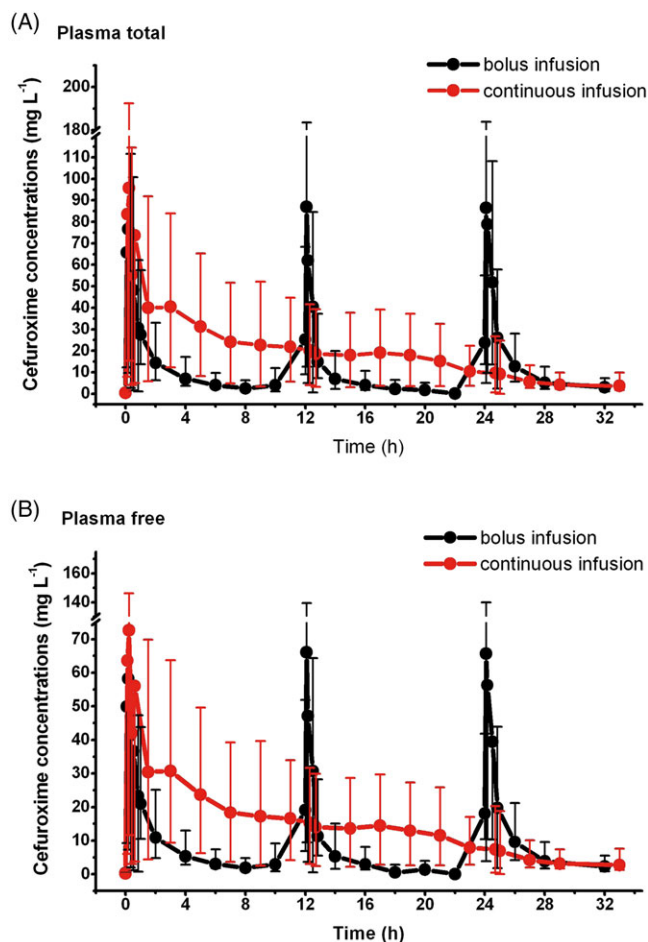 (A) Plasma total
bolus infusion
continuous infusion
Cefuroxime concentrations (mg L⁻¹)
210
180
110
100
90
80
70
60
50
40
30
20
10
0
0 4 8 12 16 20 24 28 32
Time (h)
(B) Plasma free
bolus infusion
continuous infusion
Cefuroxime concentrations (mg L⁻¹)
160
140
70
60
50
40
30
20
10
0
0 4 8 12 16 20 24 28 32
Time (h)